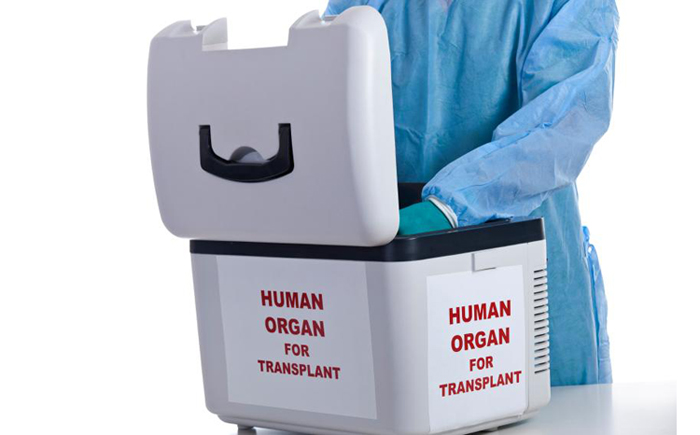 HUMAN
ORGAN
FOR
TRANSPLANT
HUMAN
ORGAN
FOR
TRANSPLANT